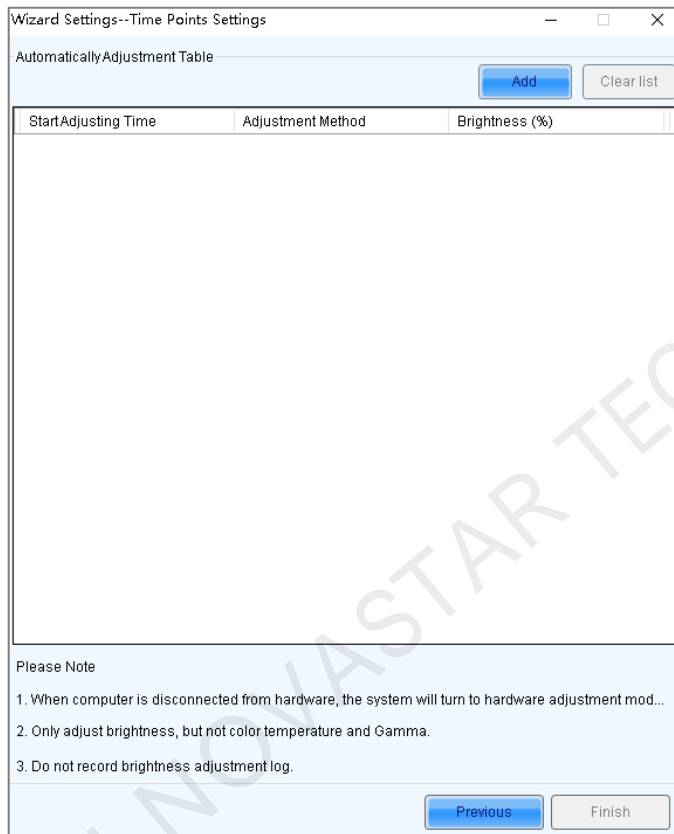 Wizard Settings--Time Points Settings
Automatically Adjustment Table
Add
Clear list
Start Adjusting Time
Adjustment Method
Brightness (%)
Please Note
1. When computer is disconnected from hardware, the system will turn to hardware adjustment mod...
2. Only adjust brightness, but not color temperature and Gamma.
3. Do not record brightness adjustment log.
Previous
Finish
NOVASTAR TEC